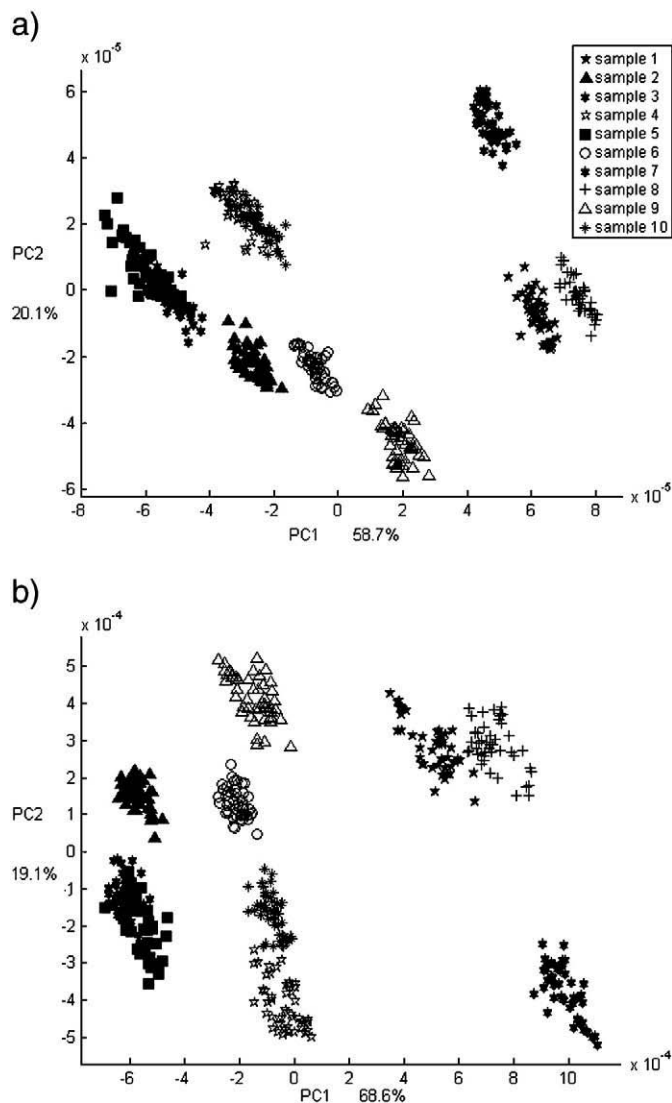 a)
x 10⁻⁵
6
4
2
PC2
0
20.1%
-2
-4
-6
-8
-6
-4
-2
0
2
4
6
8
x 10⁻⁵
PC1 58.7%
sample 1
sample 2
sample 3
sample 4
sample 5
sample 6
sample 7
sample 8
sample 9
sample 10
b)
x 10⁻⁴
5
4
3
2
1
PC2
0
19.1%
-1
-2
-3
-4
-5
-6
-4
-2
0
2
4
6
8
10
x 10⁻⁴
PC1 68.6%